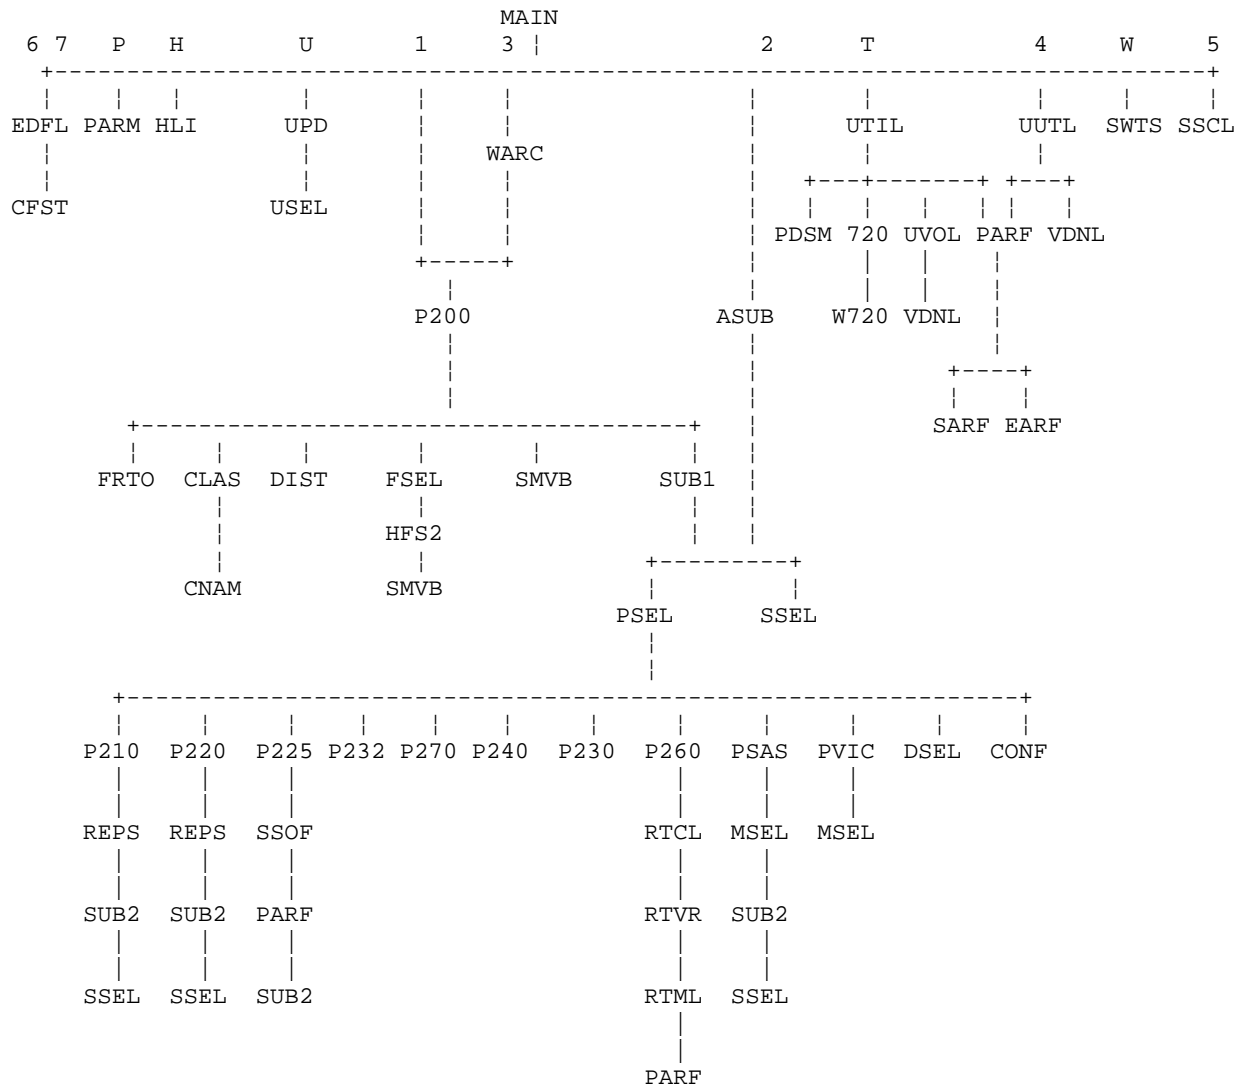 MAIN
6 7 P H U 1 3 2 T 4 W 5
EDFL PARM HLI UPD UTIL UUTL SWTS SSCL
WARC
CFST USEL
PDSM 720 UVOL PARF VDNL
P200 ASUB W720 VDNL
SARF EARF
FRTO CLAS DIST FSEL SMVB SUB1
HFS2
CNAM SMVB
PSEL SSEL
P210 P220 P225 P232 P270 P240 P230 P260 PSAS PVIC DSEL CONF
REPS REPS SSOF RTCL MSEL MSEL
SUB2 SUB2 PARF RTVR SUB2
SSEL SSEL SUB2 RTML SSEL
PARF